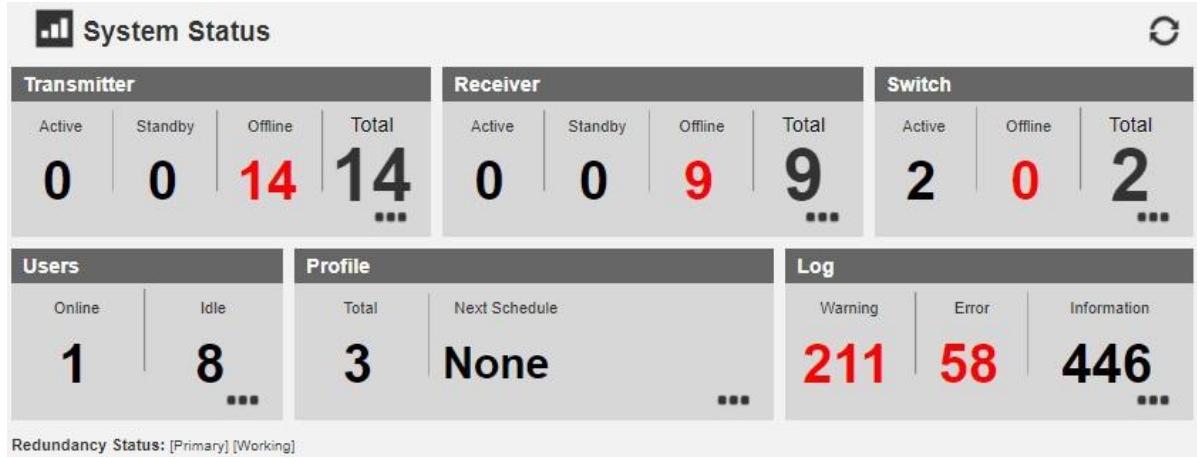 System Status
Transmitter
Active Standby Offline Total
0 0 14 14
Receiver
Active Standby Offline Total
0 0 9 9
Switch
Active Offline Total
2 0 2
Users
Online Idle
1 8
Profile
Total Next Schedule
3 None
Log
Warning Error Information
211 58 446
Redundancy Status: [Primary] [Working]